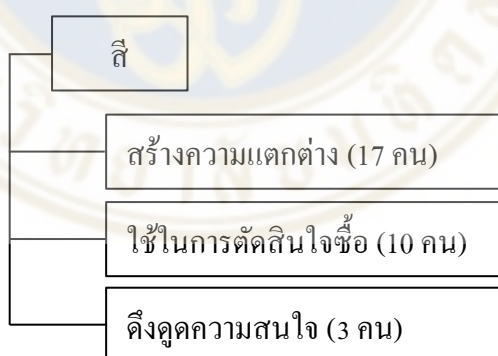 สี
สร้างความแตกต่าง (17 คน)
ใช้ในการตัดสินใจซื้อ (10 คน)
ดึงดูดความสนใจ (3 คน)